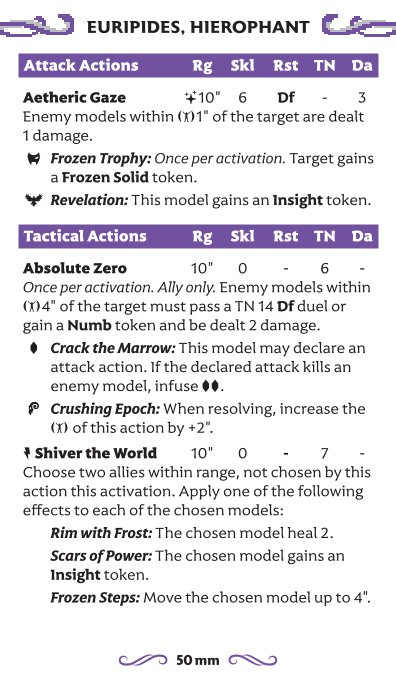 EURIPIDES, HIEROPHANT
Attack Actions Rg Skl Rst TN Da
Aetheric Gaze 10" 6 Df - 3
Enemy models within 1" of the target are dealt
1 damage.
Frozen Trophy: Once per activation. Target gains
a Frozen Solid token.
Revelation: This model gains an Insight token.
Tactical Actions Rg Skl Rst TN Da
Absolute Zero 10" 0 - 6 -
Once per activation. Ally only. Enemy models within
4" of the target must pass a TN 14 Df duel or
gain a Numb token and be dealt 2 damage.
Crack the Marrow: This model may declare an
attack action. If the declared attack kills an
enemy model, infuse .
Crushing Epoch: When resolving, increase the
of this action by +2".
Shiver the World 10" 0 - 7 -
Choose two allies within range, not chosen by this
action this activation. Apply one of the following
effects to each of the chosen models:
Rim with Frost: The chosen model heal 2.
Scars of Power: The chosen model gains an
Insight token.
Frozen Steps: Move the chosen model up to 4".
50 mm